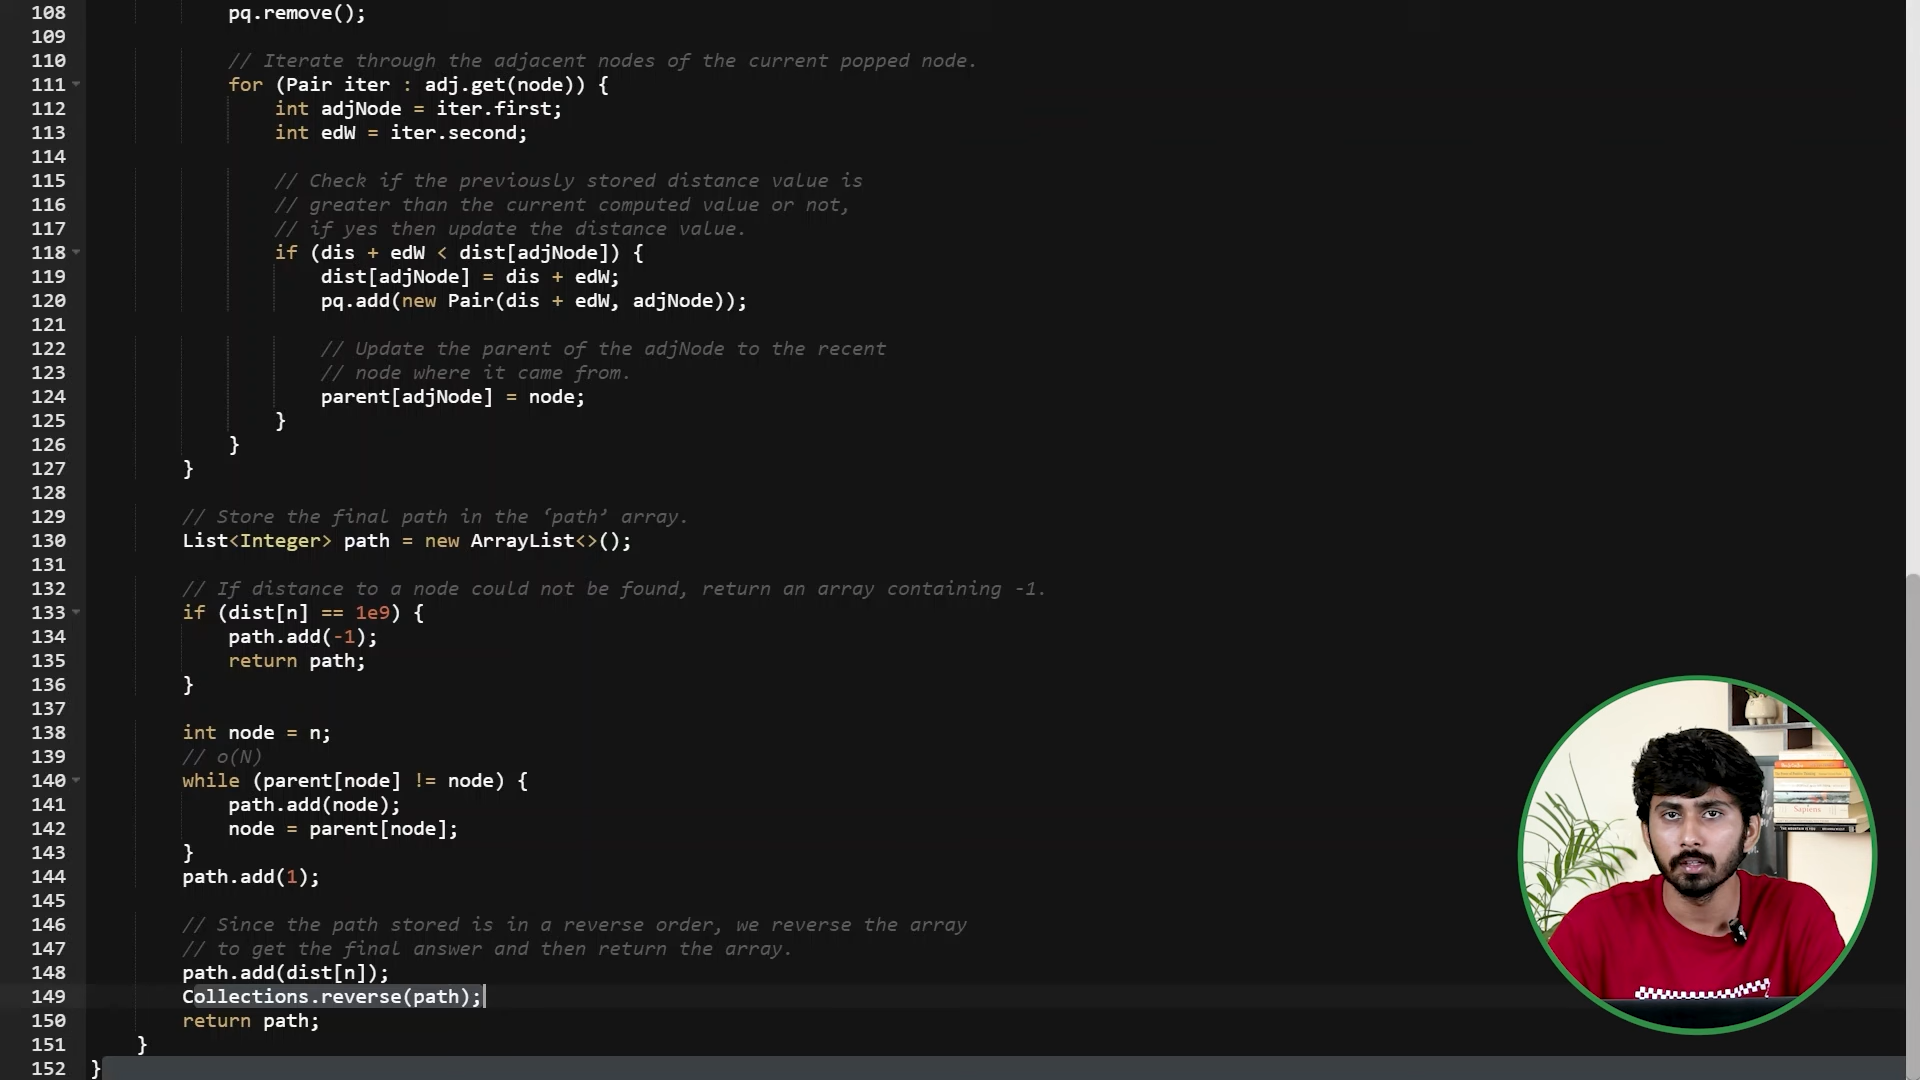 108 pq.remove();
109
110 // Iterate through the adjacent nodes of the current popped node.
111 for (Pair iter : adj.get(node)) {
112 int adjNode = iter.first;
113 int edW = iter.second;
114
115 // Check if the previously stored distance value is
116 // greater than the current computed value or not,
117 // if yes then update the distance value.
118 if (dis + edW < dist[adjNode]) {
119 dist[adjNode] = dis + edW;
120 pq.add(new Pair(dis + edW, adjNode));
121
122 // Update the parent of the adjNode to the recent
123 // node where it came from.
124 parent[adjNode] = node;
125 }
126 }
127 }
128
129 // Store the final path in the ‘path’ array.
130 List<Integer> path = new ArrayList<>();
131
132 // If distance to a node could not be found, return an array containing -1.
133 if (dist[n] == 1e9) {
134 path.add(-1);
135 return path;
136 }
137
138 int node = n;
139 // o(N)
140 while (parent[node] != node) {
141 path.add(node);
142 node = parent[node];
143 }
144 path.add(1);
145
146 // Since the path stored is in a reverse order, we reverse the array
147 // to get the final answer and then return the array.
148 path.add(dist[n]);
149 Collections.reverse(path);
150 return path;
151 }
152 }
Sapiens